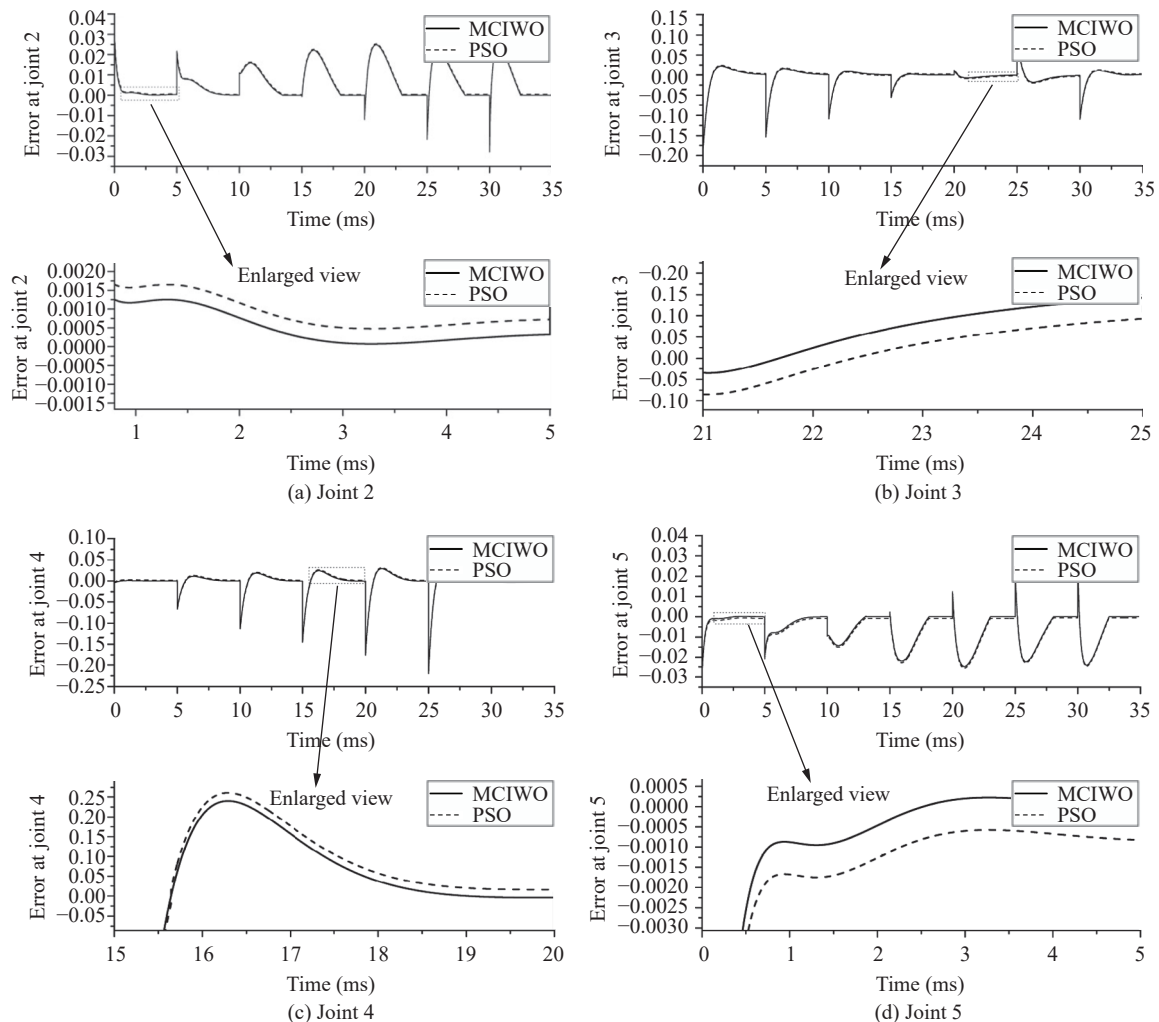 Error at joint 2
0.04
0.03
0.02
0.01
0.00
−0.01
−0.02
−0.03
MCIWO
PSO
0 5 10 15 20 25 30 35
Time (ms)
Enlarged view
Error at joint 2
0.0020
0.0015
0.0010
0.0005
0.0000
−0.0005
−0.0010
−0.0015
MCIWO
PSO
1 2 3 4 5
Time (ms)
(a) Joint 2
Error at joint 3
0.15
0.10
0.05
0.00
−0.05
−0.10
−0.15
−0.20
MCIWO
PSO
0 5 10 15 20 25 30 35
Time (ms)
Enlarged view
Error at joint 3
−0.20
0.15
0.10
0.05
0.00
−0.05
−0.10
MCIWO
PSO
21 22 23 24 25
Time (ms)
(b) Joint 3
Error at joint 4
0.10
0.05
0.00
−0.05
−0.10
−0.15
−0.20
−0.25
MCIWO
PSO
0 5 10 15 20 25 30 35
Time (ms)
Enlarged view
Error at joint 4
0.25
0.20
0.15
0.10
0.05
0.00
0.05
MCIWO
PSO
15 16 17 18 19 20
Time (ms)
(c) Joint 4
Error at joint 5
0.04
0.03
0.02
0.01
0.00
−0.01
−0.02
−0.03
MCIWO
PSO
0 5 10 15 20 25 30 35
Time (ms)
Enlarged view
Error at joint 5
0.0005
0.0000
−0.0005
−0.0010
−0.0015
−0.0020
−0.0025
−0.0030
MCIWO
PSO
0 1 2 3 4 5
Time (ms)
(d) Joint 5